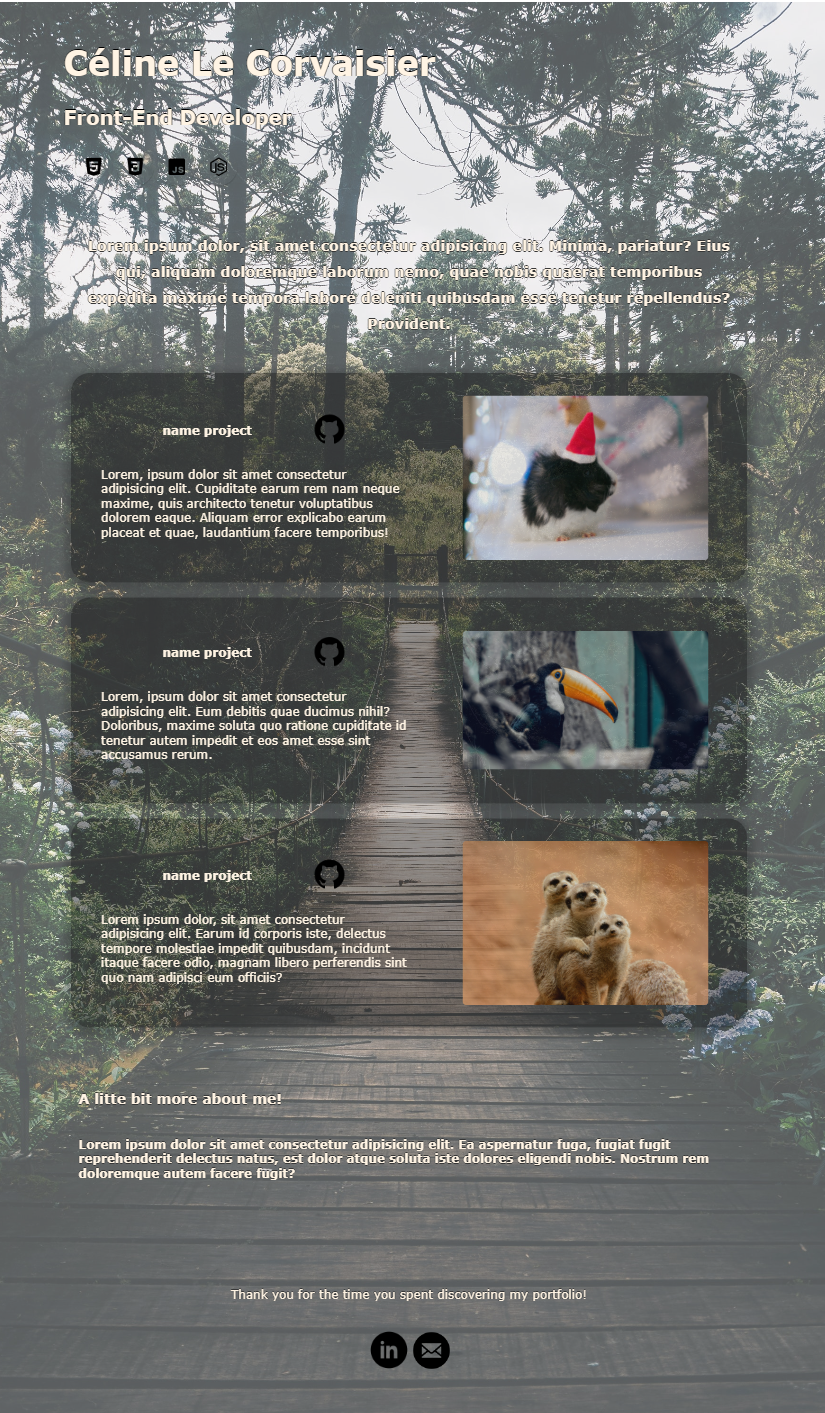 Céline Le Corvaisier
Front-End Developer
JS
JS
Lorem ipsum dolor, sit amet consectetur adipisicing elit. Minima, pariatur? Eius
qui, aliquam doloremque laborum nemo, quae nobis quaerat temporibus
expedita maxime tempora labore deleniti quibusdam esse tenetur repellendus?
Provident.
name project
Lorem, ipsum dolor sit amet consectetur
adipisicing elit. Cupiditate earum rem nam neque
maxime, quis architecto tenetur voluptatibus
dolorem eaque. Aliquam error explicabo earum
placeat et quae, laudantium facere temporibus!
name project
Lorem, ipsum dolor sit amet consectetur
adipisicing elit. Eum debitis quae ducimus nihil?
Doloribus, maxime soluta quo ratione cupiditate id
tenetur autem impedit et eos amet esse sint
accusamus rerum.
name project
Lorem ipsum dolor, sit amet consectetur
adipisicing elit. Earum id corporis iste, delectus
tempore molestiae impedit quibusdam, incidunt
itaque facere odio, magnam libero perferendis sint
quo nam adipisci eum officiis?
A litte bit more about me!
Lorem ipsum dolor sit amet consectetur adipisicing elit. Ea aspernatur fuga, fugiat fugit
reprehenderit delectus natus, est dolor atque soluta iste dolores eligendi nobis. Nostrum rem
doloremque autem facere fugit?
Thank you for the time you spent discovering my portfolio!
in